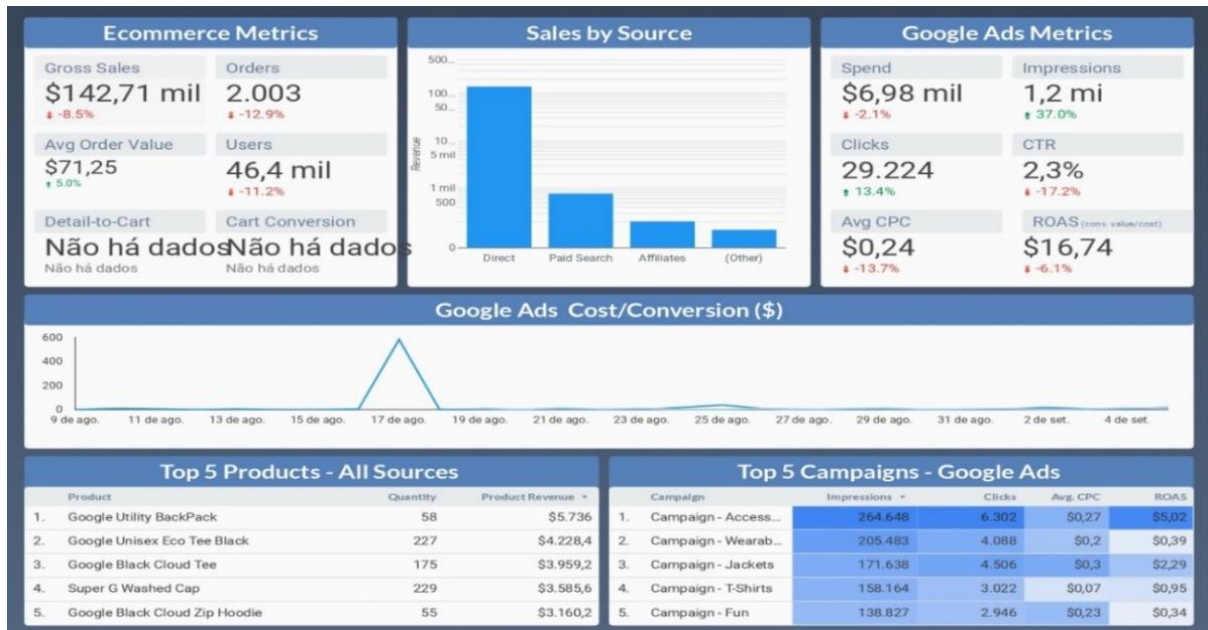 Ecommerce Metrics
Gross Sales
Orders
$142,71 mil
2.003
-8.5%
-12.9%
Avg Order Value
Users
$71,25
46,4 mil
5.0%
-11.2%
Detail-to-Cart
Cart Conversion
Não há dados
Não há dados
Não há dados
Não há dados
Sales by Source
Revenue
500...
100...
50...
10...
5 mil
1 mil
500
0
Direct
Paid Search
Affiliates
(Other)
Google Ads Metrics
Spend
Impressions
$6,98 mil
1,2 mi
-2.1%
37.0%
Clicks
CTR
29.224
2,3%
13.4%
-17.2%
Avg CPC
ROAS (conv. value/cost)
$0,24
$16,74
-13.7%
-6.1%
Google Ads Cost/Conversion ($)
600
400
200
0
9 de ago. 11 de ago. 13 de ago. 15 de ago. 17 de ago. 19 de ago. 21 de ago. 23 de ago. 25 de ago. 27 de ago. 29 de ago. 31 de ago. 2 de set. 4 de set.
Top 5 Products - All Sources
Product Quantity Product Revenue
1. Google Utility BackPack 58 $5.736
2. Google Unisex Eco Tee Black 227 $4.228,4
3. Google Black Cloud Tee 175 $3.959,2
4. Super G Washed Cap 229 $3.585,6
5. Google Black Cloud Zip Hoodie 55 $3.160,2
Top 5 Campaigns - Google Ads
Campaign Impressions Clicks Avg. CPC ROAS
1. Campaign - Access... 264.648 6.302 $0,27 $5,02
2. Campaign - Wearab... 205.483 4.088 $0,2 $0,39
3. Campaign - Jackets 171.638 4.506 $0,3 $2,29
4. Campaign - T-Shirts 158.164 3.022 $0,07 $0,95
5. Campaign - Fun 138.827 2.946 $0,23 $0,34